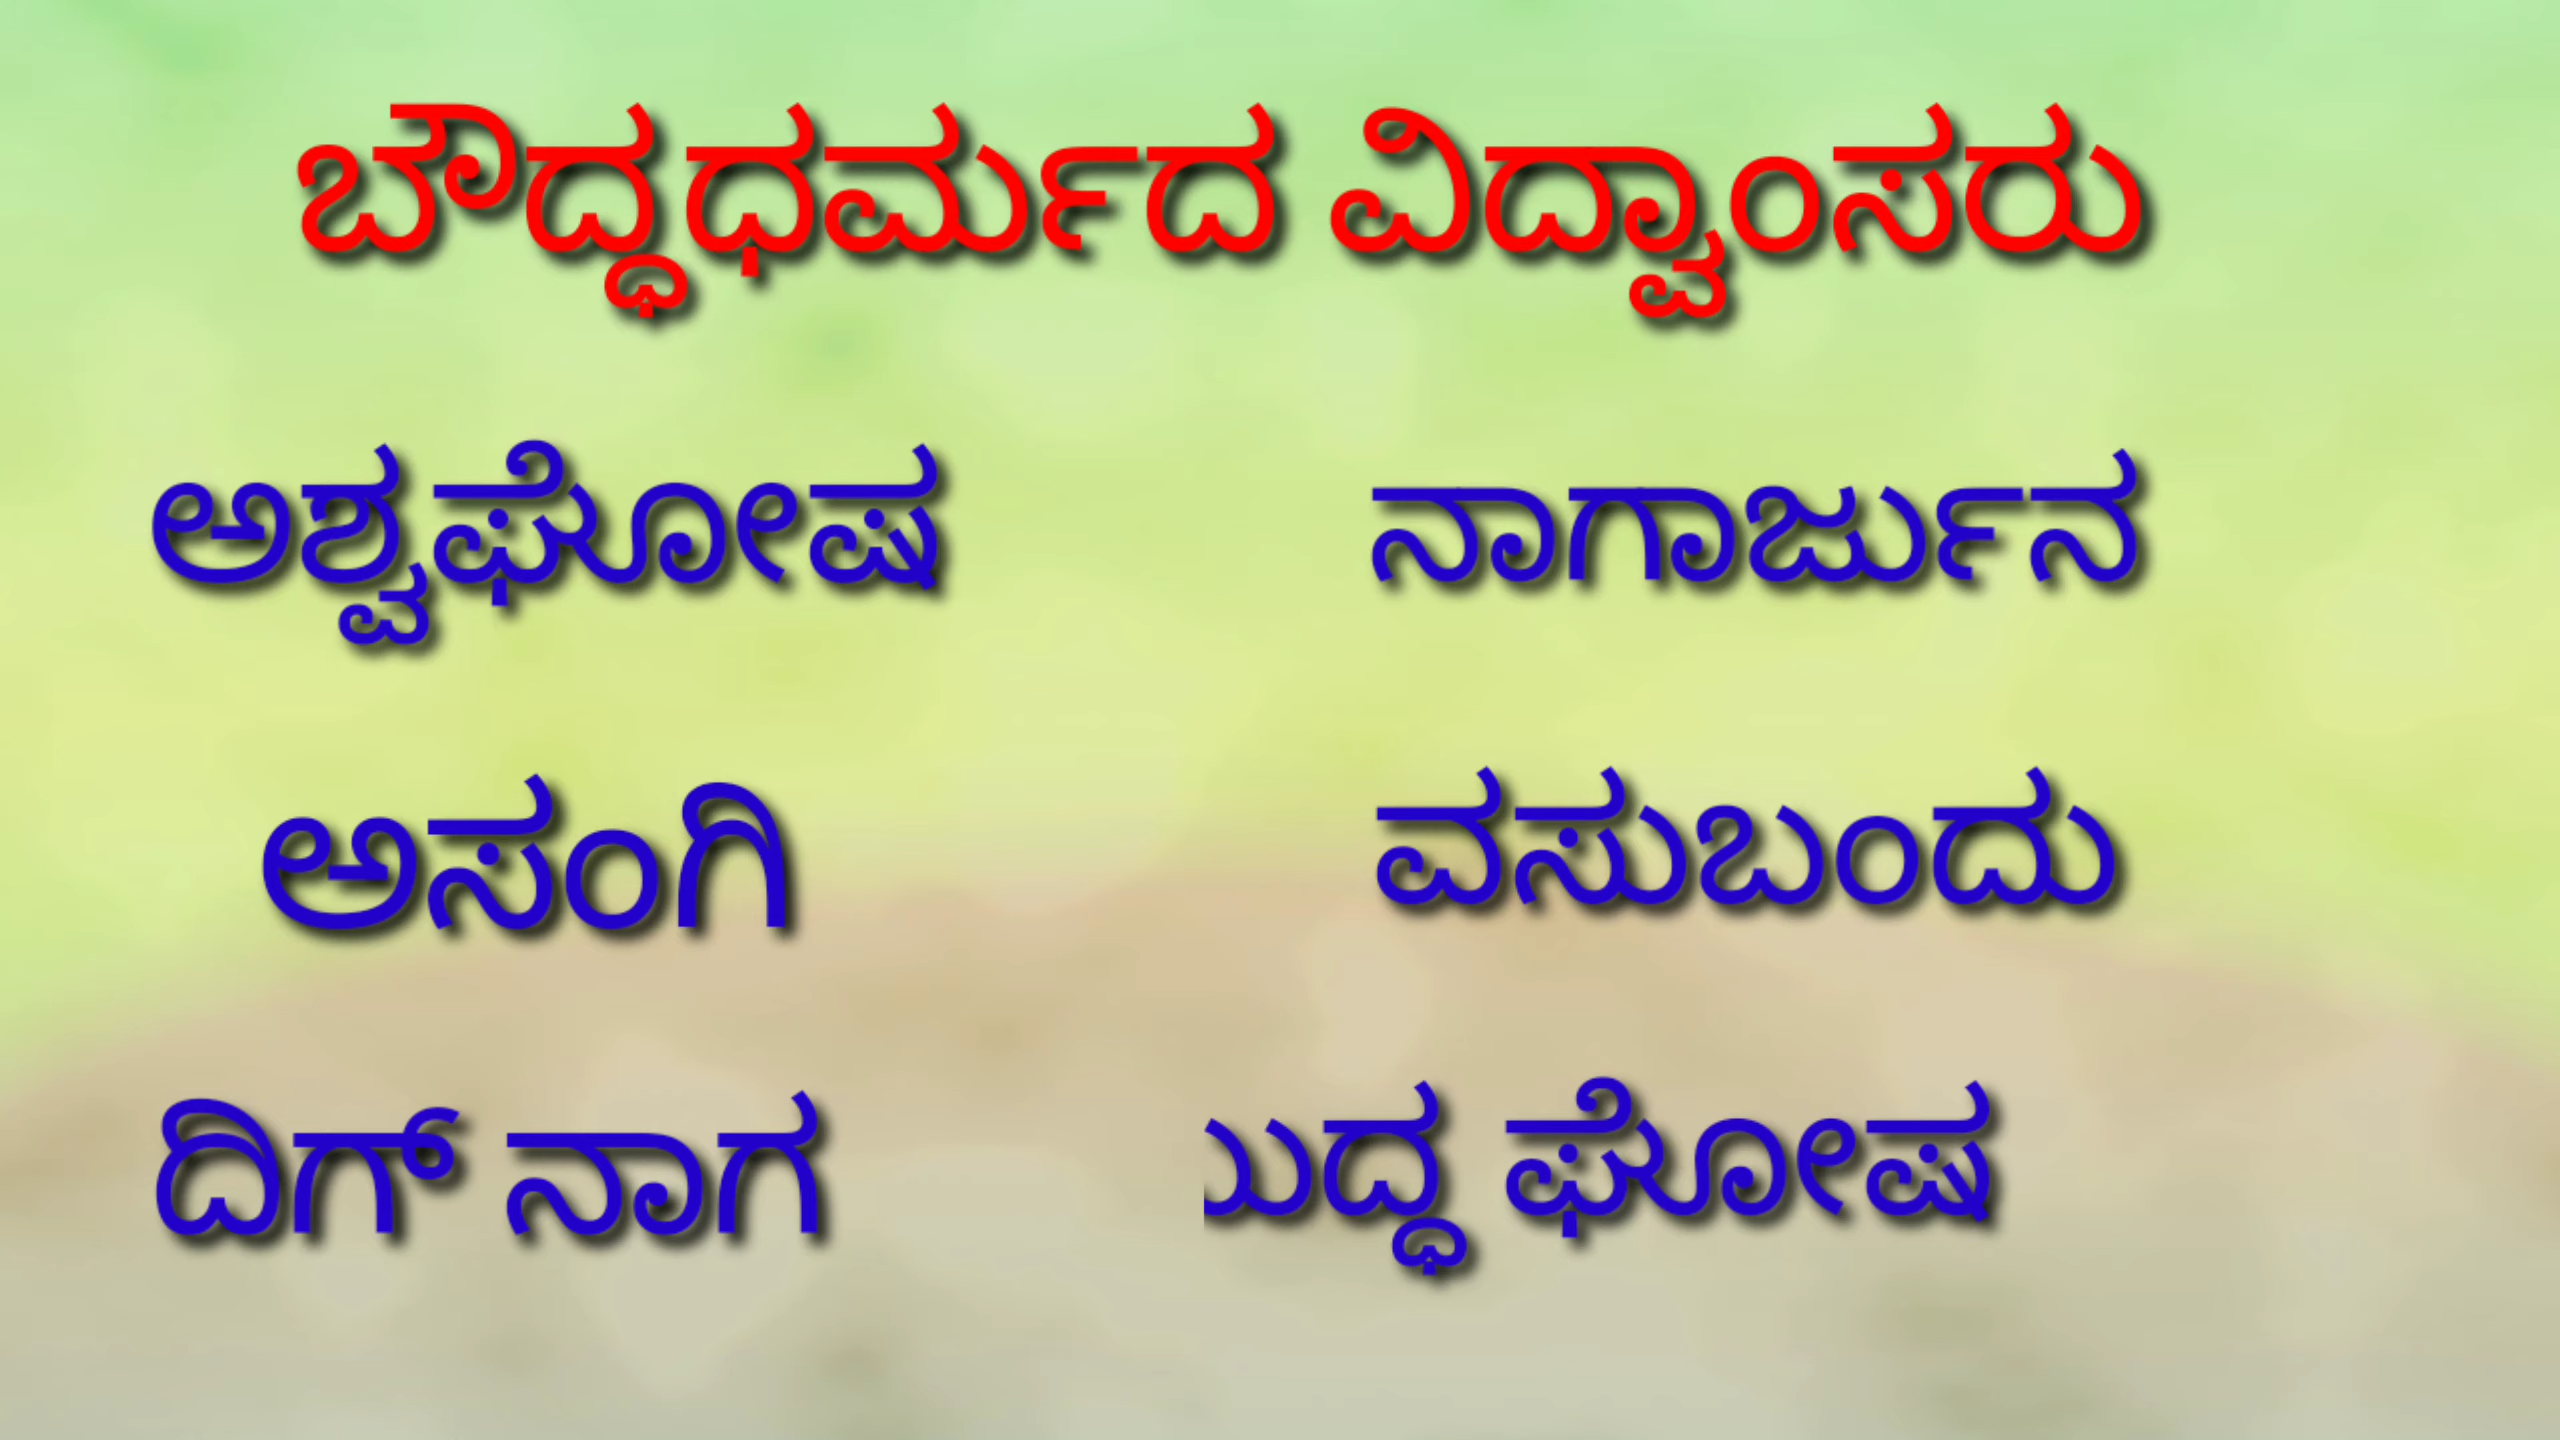 ಬೌದ್ಧಧರ್ಮದ ವಿದ್ವಾಂಸರು
ಅಶ್ವಘೋಷ ನಾಗಾರ್ಜುನ
ಅಸಂಗಿ ವಸುಬಂದು
ದಿಗ್ ನಾಗ ಘೋಷ